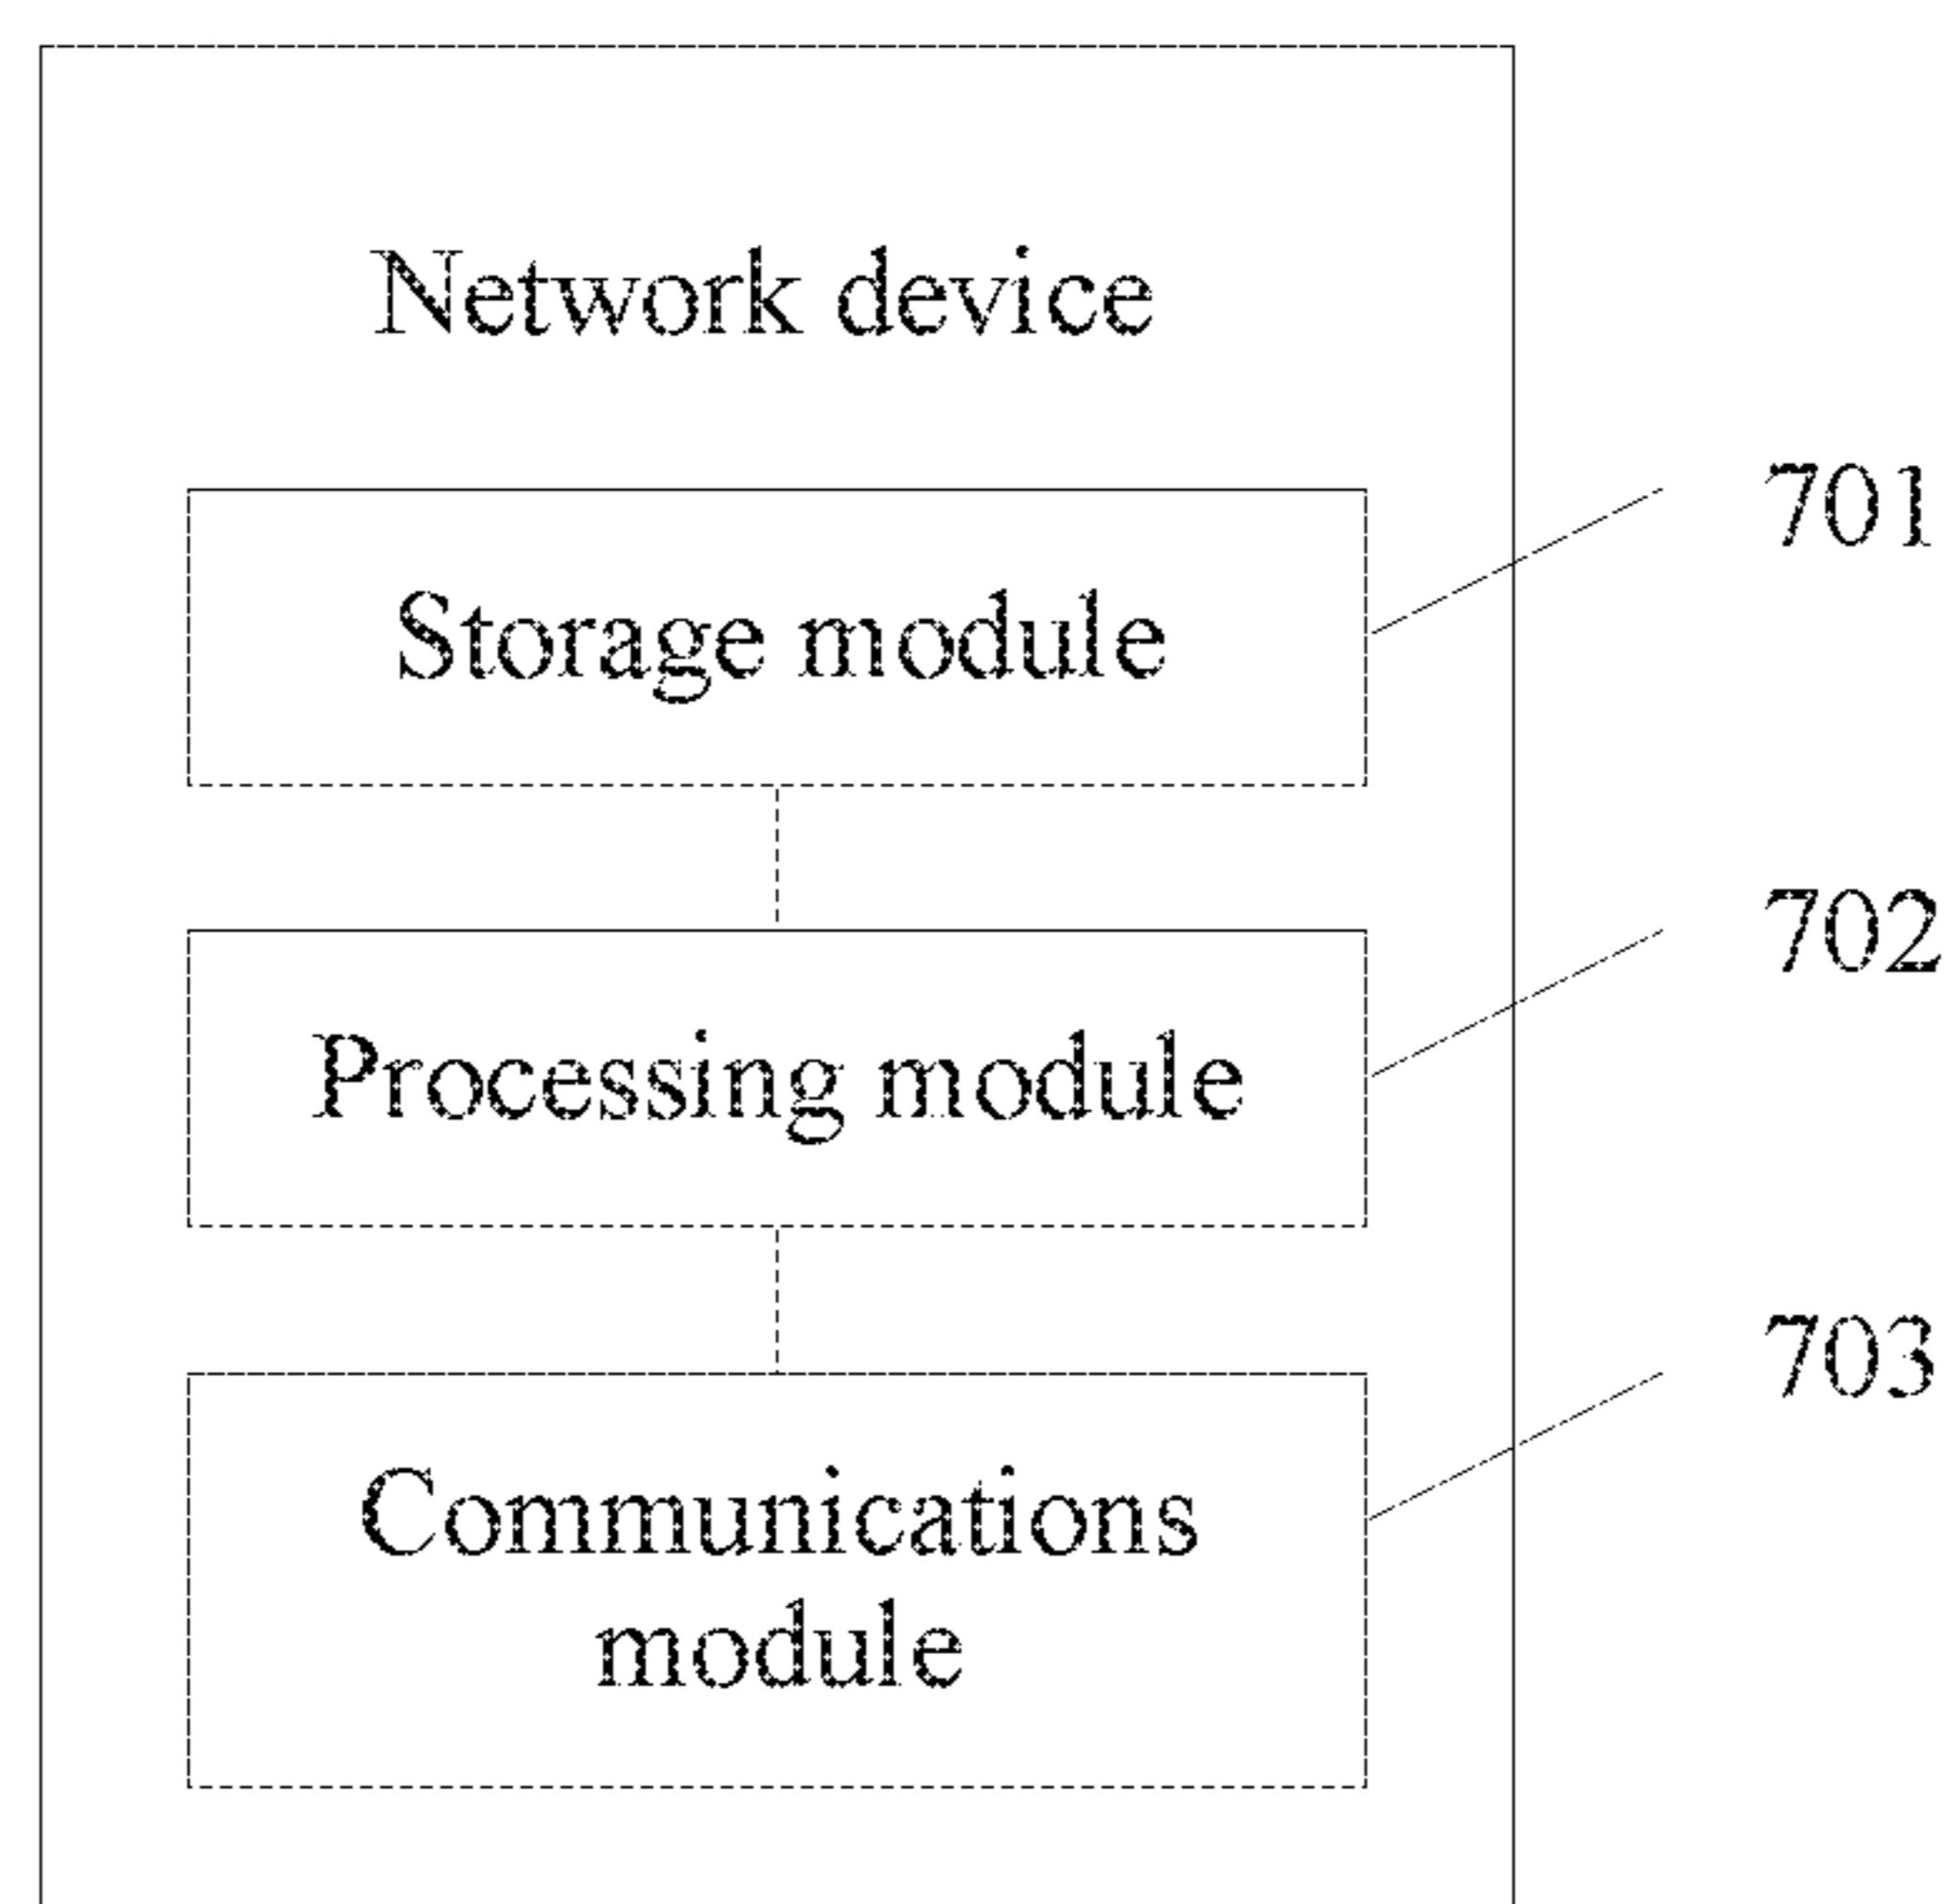 Network device
701
Storage module
702
Processing module
703
Communications
module